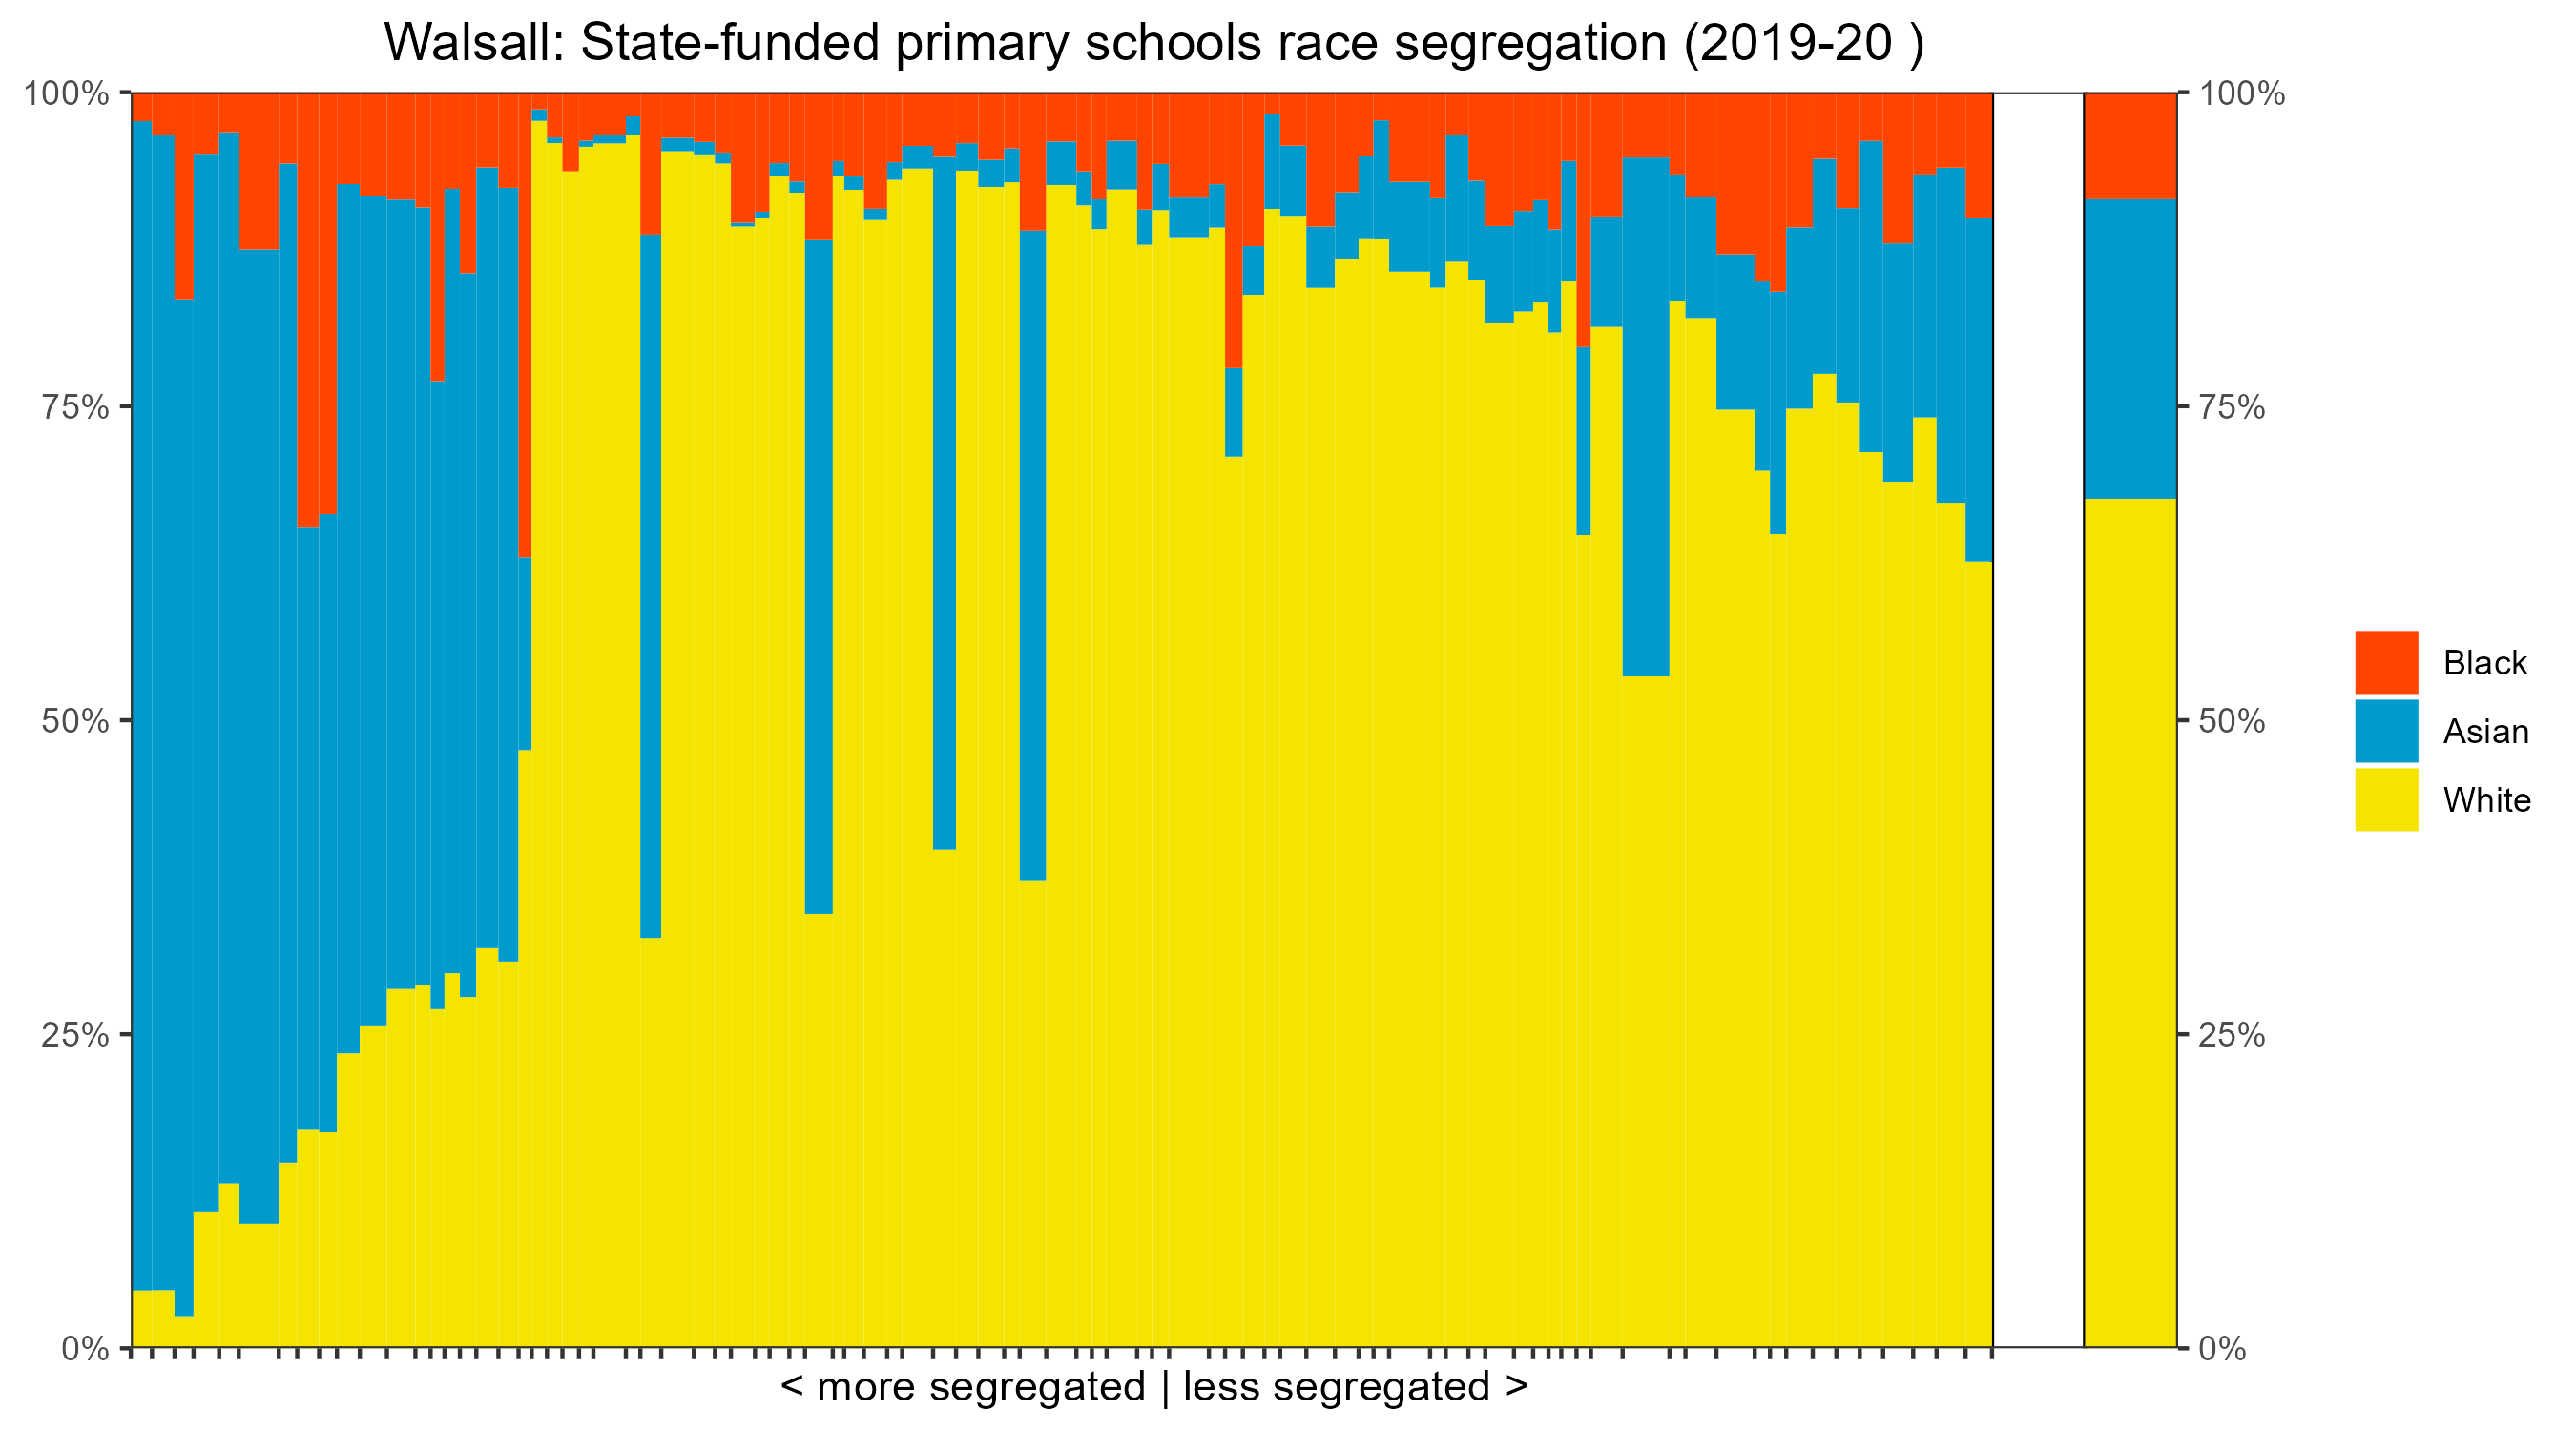 Walsall: State-funded primary schools race segregation (2019-20 )
100%
75%
50%
25%
0%
100%
75%
50%
25%
0%
Black
Asian
White
< more segregated | less segregated >